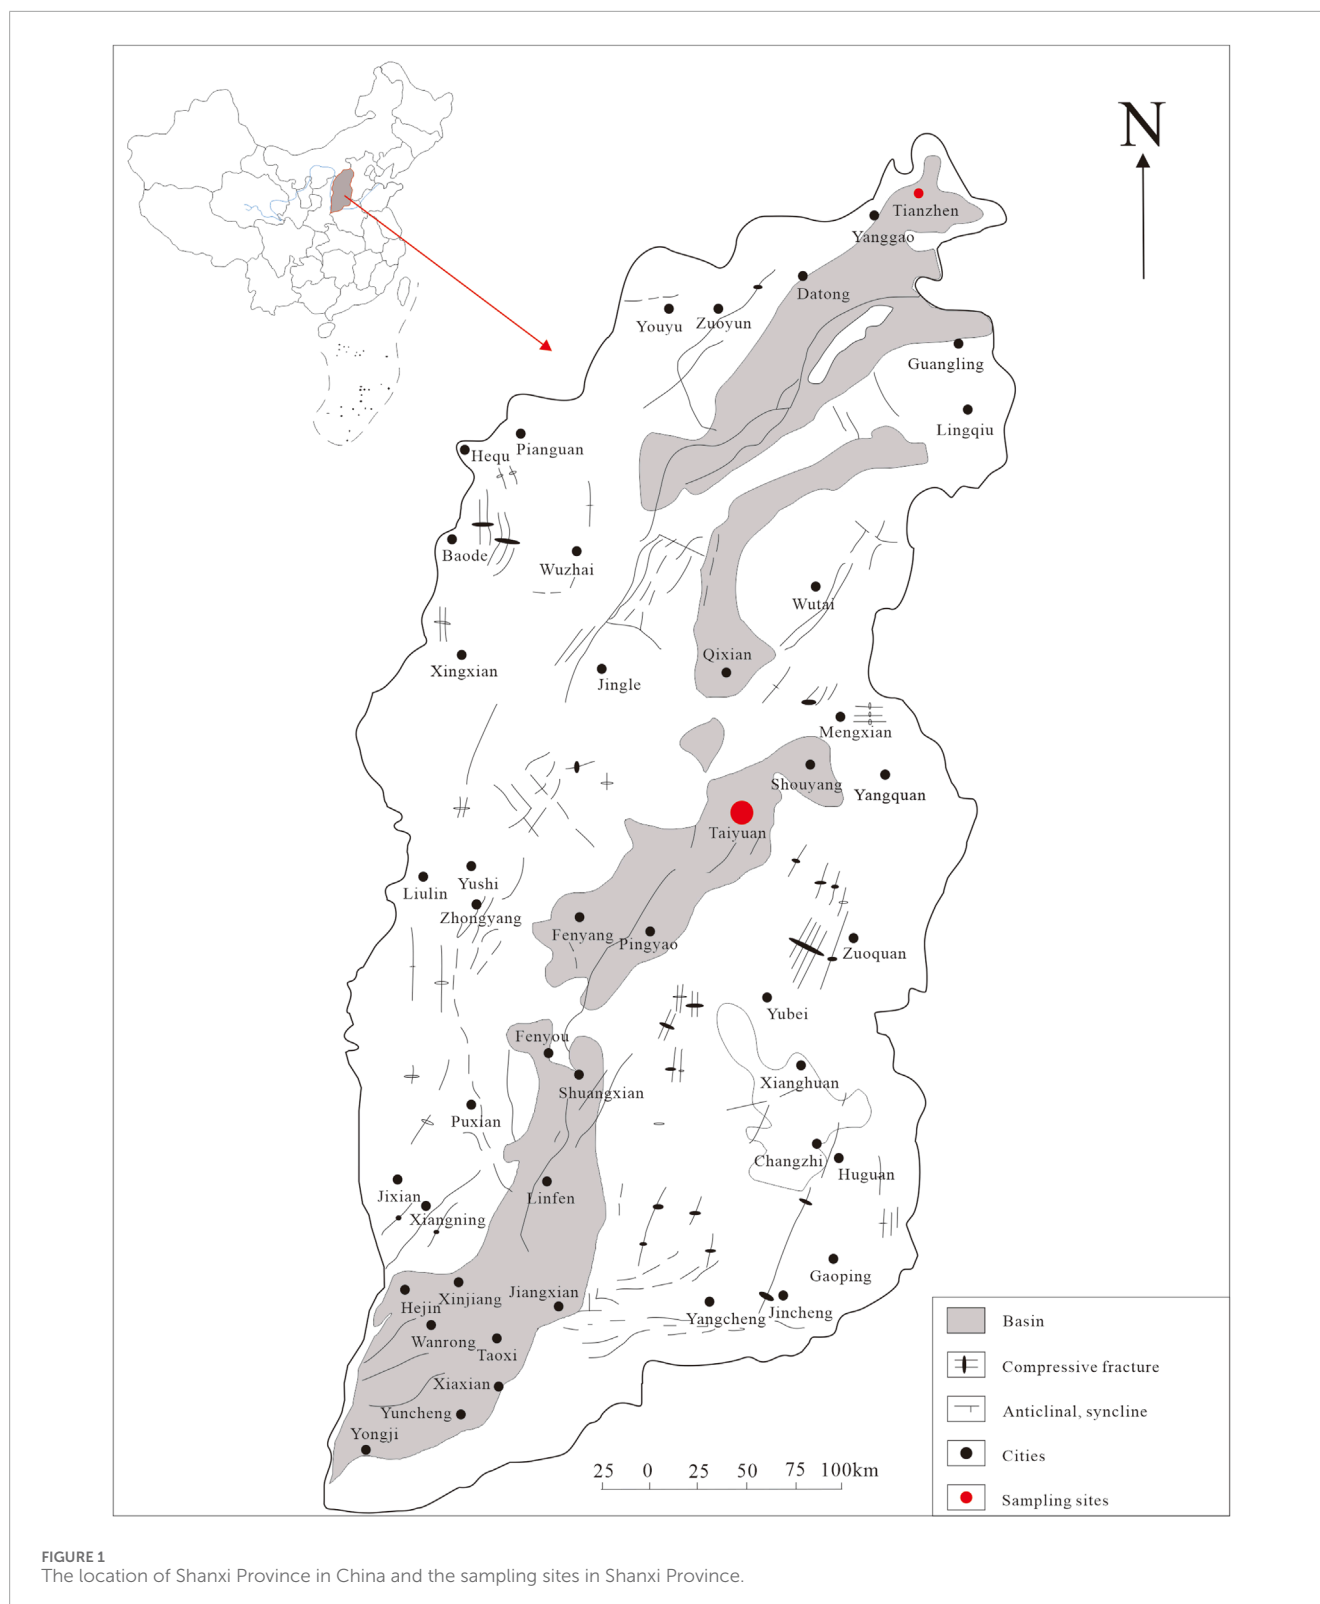 N
Tianzhen
Yanggao
Datong
Youyu
Zuoyun
Guangling
Lingqiu
Pianguan
Hequ
Baode
Wuzhai
Wutai
Qixian
Xingxian
Jingle
Mengxian
Shouyang
Yangquan
Taiyuan
Yushi
Liulin
Zhongyang
Fenyang
Pingyao
Zuoquan
Yubei
Fenyou
Xianghuan
Shuangxian
Puxian
Changzhi
Huguan
Jixian
Linfen
Xiangning
Gaoping
Jiangxian
Xinjiang
Hejin
Yangcheng
Jincheng
Wanrong
Taoxi
Xiaxian
Yuncheng
Yongji
Basin
Compressive fracture
Anticlinal, syncline
Cities
Sampling sites
25 0 25 50 75 100km
FIGURE 1
The location of Shanxi Province in China and the sampling sites in Shanxi Province.